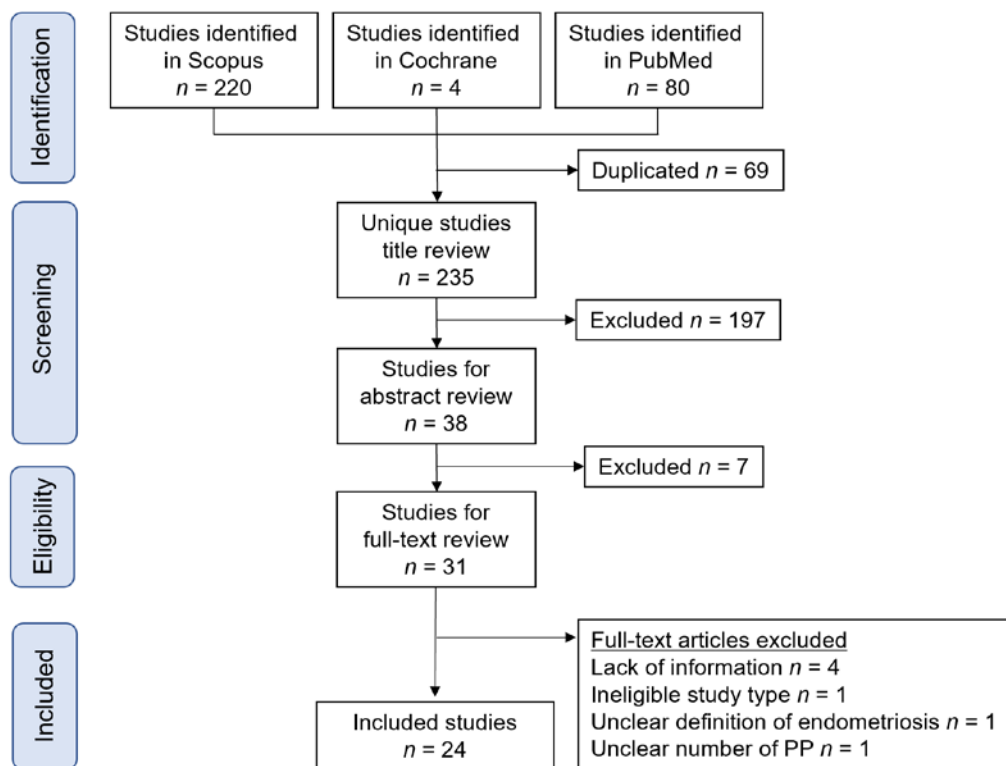 Identification
Studies identified
in Scopus
n = 220
Studies identified
in Cochrane
n = 4
Studies identified
in PubMed
n = 80
Duplicated n = 69
Screening
Unique studies
title review
n = 235
Excluded n = 197
Studies for
abstract review
n = 38
Excluded n = 7
Eligibility
Studies for
full-text review
n = 31
Included
Full-text articles excluded
Lack of information n = 4
Ineligible study type n = 1
Unclear definition of endometriosis n = 1
Unclear number of PP n = 1
Included studies
n = 24